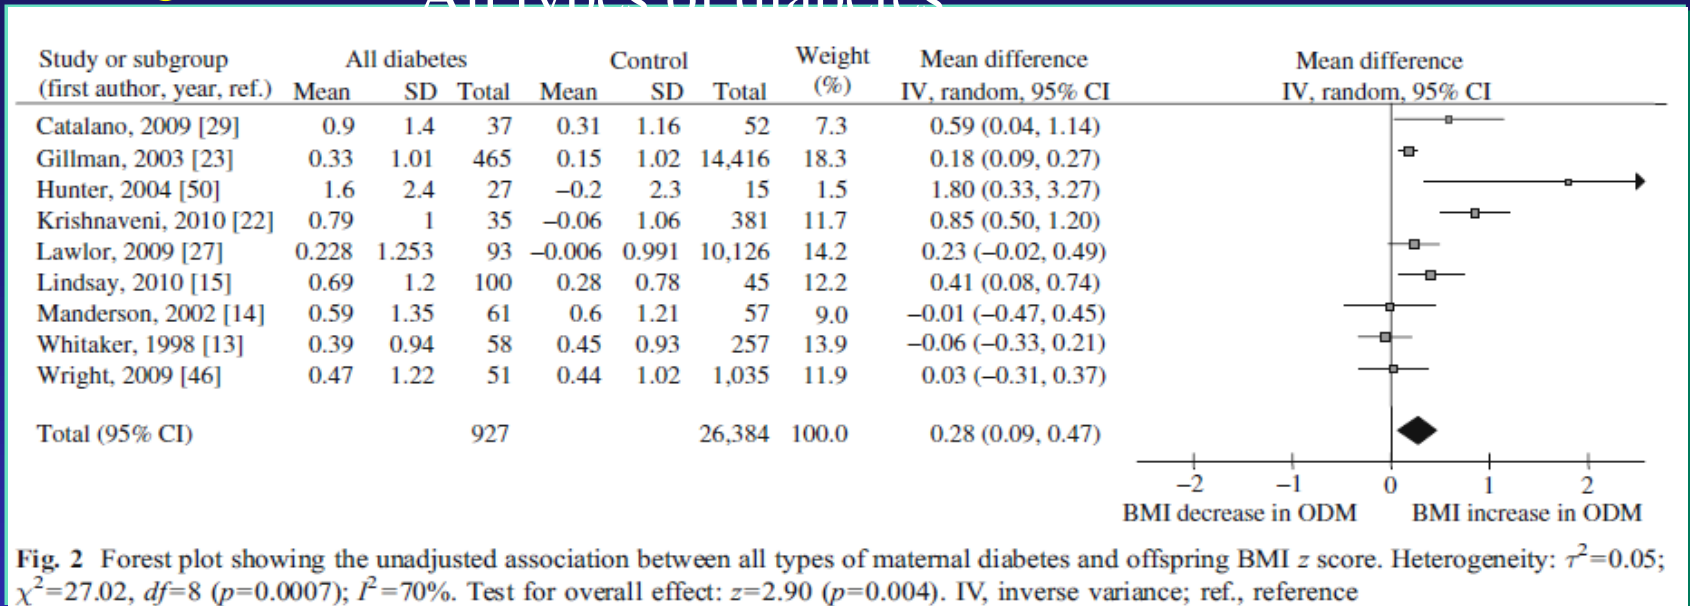 All types of diabetes
Study or subgroup All diabetes Control Weight Mean difference Mean difference
(first author, year, ref.) Mean SD Total Mean SD Total (%) IV, random, 95% CI IV, random, 95% CI
Catalano, 2009 [29] 0.9 1.4 37 0.31 1.16 52 7.3 0.59 (0.04, 1.14)
Gillman, 2003 [23] 0.33 1.01 465 0.15 1.02 14,416 18.3 0.18 (0.09, 0.27)
Hunter, 2004 [50] 1.6 2.4 27 –0.2 2.3 15 1.5 1.80 (0.33, 3.27)
Krishnaveni, 2010 [22] 0.79 1 35 –0.06 1.06 381 11.7 0.85 (0.50, 1.20)
Lawlor, 2009 [27] 0.228 1.253 93 –0.006 0.991 10,126 14.2 0.23 (–0.02, 0.49)
Lindsay, 2010 [15] 0.69 1.2 100 0.28 0.78 45 12.2 0.41 (0.08, 0.74)
Manderson, 2002 [14] 0.59 1.35 61 0.6 1.21 57 9.0 –0.01 (–0.47, 0.45)
Whitaker, 1998 [13] 0.39 0.94 58 0.45 0.93 257 13.9 –0.06 (–0.33, 0.21)
Wright, 2009 [46] 0.47 1.22 51 0.44 1.02 1,035 11.9 0.03 (–0.31, 0.37)
Total (95% CI) 927 26,384 100.0 0.28 (0.09, 0.47)
–2 –1 0 1 2
BMI decrease in ODM BMI increase in ODM
Fig. 2 Forest plot showing the unadjusted association between all types of maternal diabetes and offspring BMI z score. Heterogeneity: τ²=0.05;
χ²=27.02, df=8 (p=0.0007); I²=70%. Test for overall effect: z=2.90 (p=0.004). IV, inverse variance; ref., reference